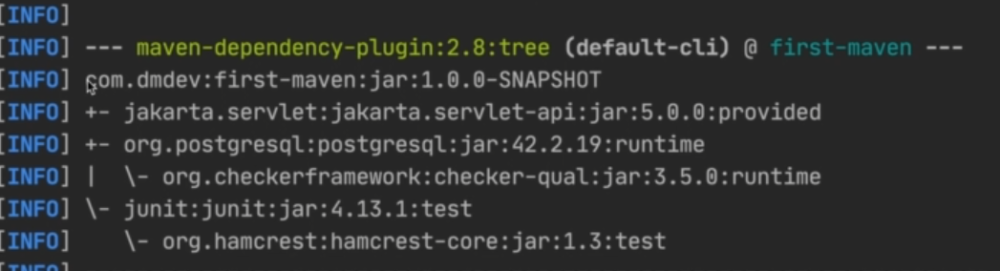 [INFO]
[INFO] --- maven-dependency-plugin:2.8:tree (default-cli) @ first-maven ---
[INFO] com.dmdev:first-maven:jar:1.0.0-SNAPSHOT
[INFO] +- jakarta.servlet:jakarta.servlet-api:jar:5.0.0:provided
[INFO] +- org.postgresql:postgresql:jar:42.2.19:runtime
[INFO] |  \- org.checkerframework:checker-qual:jar:3.5.0:runtime
[INFO] \- junit:junit:jar:4.13.1:test
[INFO]    \- org.hamcrest:hamcrest-core:jar:1.3:test
[INFO]